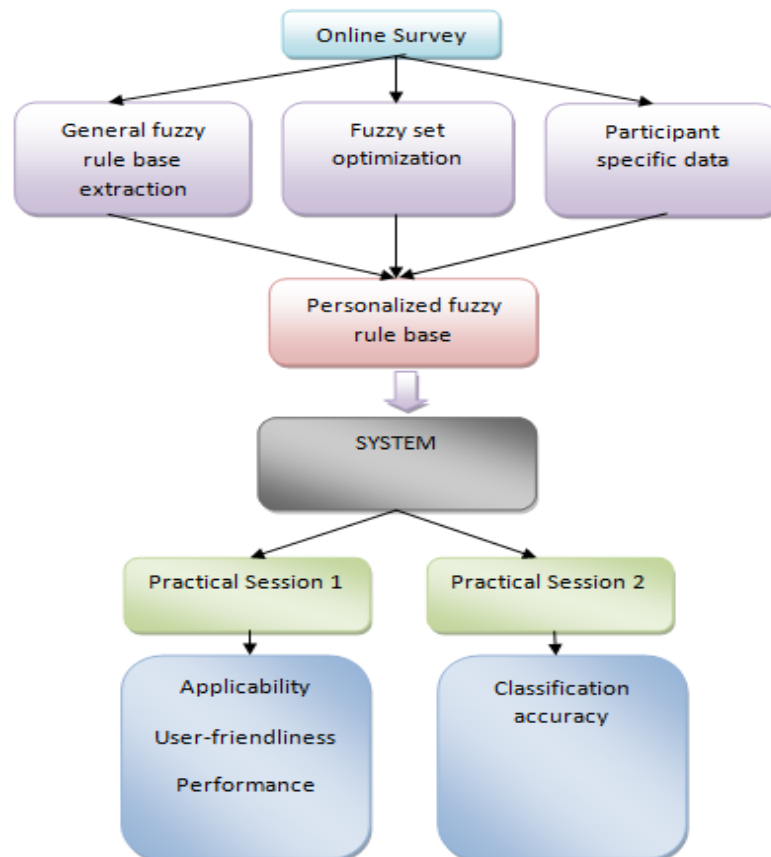 Online Survey
General fuzzy
rule base
extraction
Fuzzy set
optimization
Participant
specific data
Personalized fuzzy
rule base
SYSTEM
Practical Session 1
Practical Session 2
Applicability
User-friendliness
Performance
Classification
accuracy